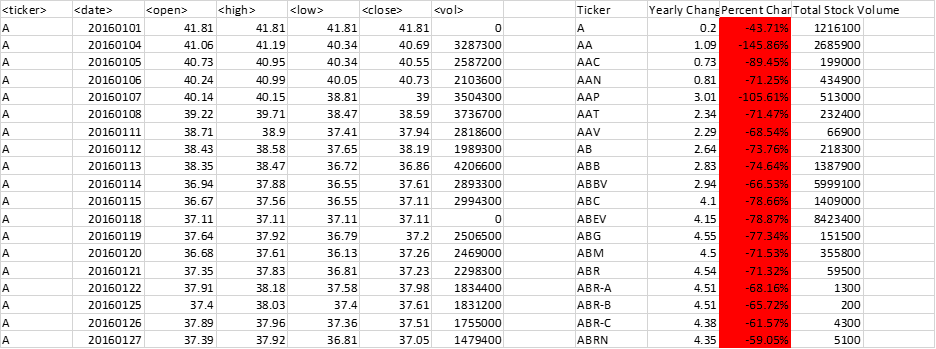 <ticker> <date> <open> <high> <low> <close> <vol> Ticker Yearly Chang Percent Chan Total Stock Volume
A 20160101 41.81 41.81 41.81 41.81 0 A 0.2 -43.71% 1216100
A 20160104 41.06 41.19 40.34 40.69 3287300 AA 1.09 -145.86% 2685900
A 20160105 40.73 40.95 40.34 40.55 2587200 AAC 0.73 -89.45% 199000
A 20160106 40.24 40.99 40.05 40.73 2103600 AAN 0.81 -71.25% 434900
A 20160107 40.14 40.15 38.81 39 3504300 AAP 3.01 -105.61% 513000
A 20160108 39.22 39.71 38.47 38.59 3736700 AAT 2.34 -71.47% 232400
A 20160111 38.71 38.9 37.41 37.94 2818600 AAV 2.29 -68.54% 66900
A 20160112 38.43 38.58 37.65 38.19 1989300 AB 2.64 -73.76% 218300
A 20160113 38.35 38.47 36.72 36.86 4206600 ABB 2.83 -74.64% 1387900
A 20160114 36.94 37.88 36.55 37.61 2893300 ABBV 2.94 -66.53% 5999100
A 20160115 36.67 37.56 36.55 37.11 2994300 ABC 4.1 -78.66% 1409000
A 20160118 37.11 37.11 37.11 37.11 0 ABEV 4.15 -78.87% 8423400
A 20160119 37.64 37.92 36.79 37.2 2506500 ABG 4.55 -77.34% 151500
A 20160120 36.68 37.61 36.13 37.26 2469000 ABM 4.5 -71.53% 355800
A 20160121 37.35 37.83 36.81 37.23 2298300 ABR 4.54 -71.32% 59500
A 20160122 37.91 38.18 37.58 37.98 1834400 ABR-A 4.51 -68.16% 1300
A 20160125 37.4 38.03 37.4 37.61 1831200 ABR-B 4.51 -65.72% 200
A 20160126 37.89 37.96 37.36 37.51 1755000 ABR-C 4.38 -61.57% 4300
A 20160127 37.39 37.92 36.81 37.05 1479400 ABRN 4.35 -59.05% 5100